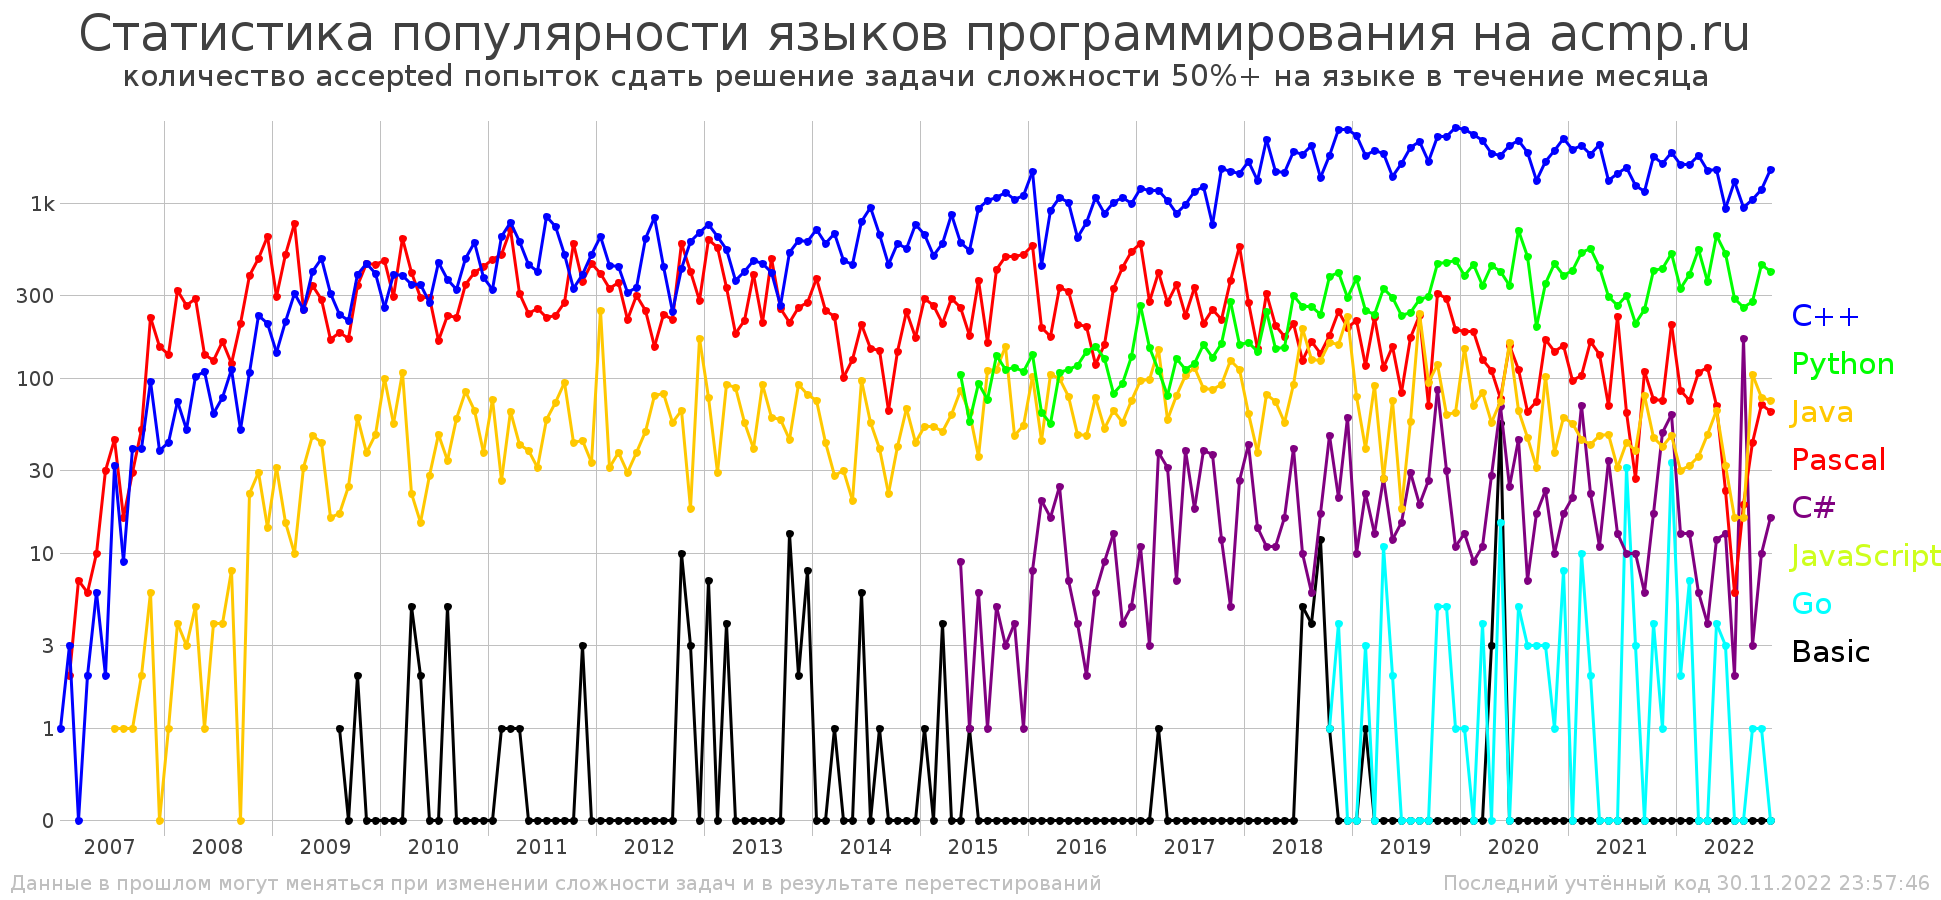 Статистика популярности языков программирования на acmp.ru
количество accepted попыток сдать решение задачи сложности 50%+ на языке в течение месяца
1k
300
100
30
10
3
1
0
C++
Python
Java
Pascal
C#
JavaScript
Go
Basic
2007 2008 2009 2010 2011 2012 2013 2014 2015 2016 2017 2018 2019 2020 2021 2022
Данные в прошлом могут меняться при изменении сложности задач и в результате перетестирований
Последний учтённый код 30.11.2022 23:57:46